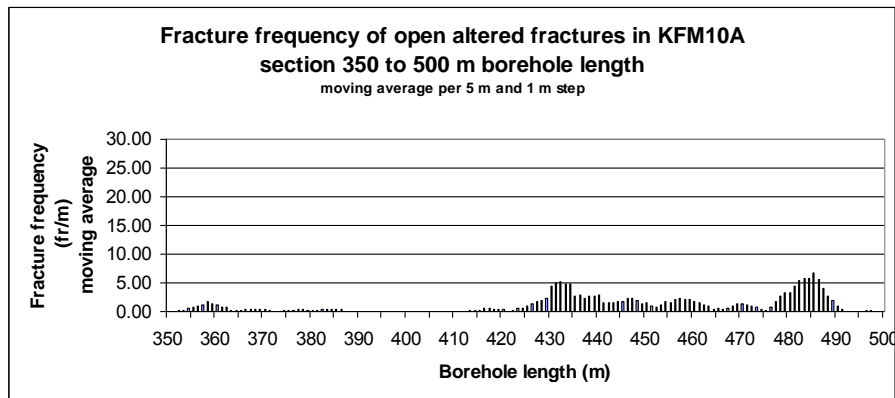 Fracture frequency of open altered fractures in KFM10A
section 350 to 500 m borehole length
moving average per 5 m and 1 m step
Fracture frequency
(fr/m)
moving average
30.00
25.00
20.00
15.00
10.00
5.00
0.00
350 360 370 380 390 400 410 420 430 440 450 460 470 480 490 500
Borehole length (m)